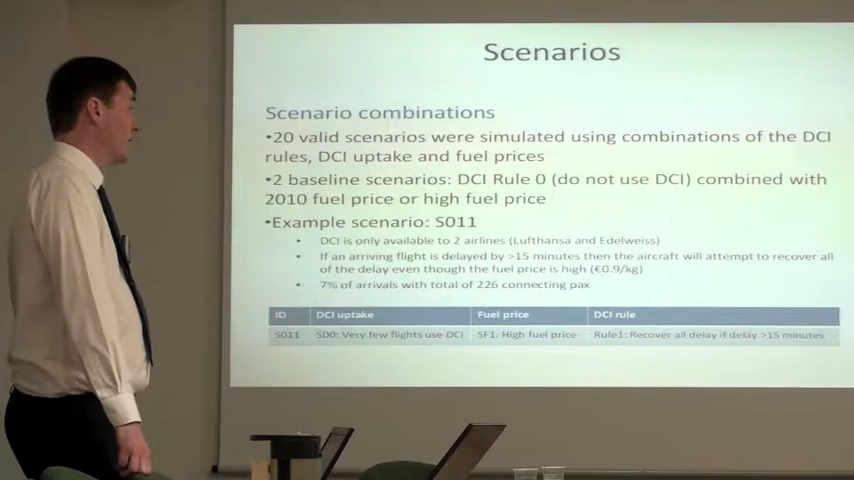 Scenarios
Scenario combinations
•20 valid scenarios were simulated using combinations of the DCI
rules, DCI uptake and fuel prices
•2 baseline scenarios: DCI Rule 0 (do not use DCI) combined with
2010 fuel price or high fuel price
•Example scenario: S011
• DCI is only available to 2 airlines (Lufthansa and Edelweiss)
• If an arriving flight is delayed by >15 minutes then the aircraft will attempt to recover all
of the delay even though the fuel price is high (€0.9/kg)
• 7% of arrivals with total of 226 connecting pax
ID DCI uptake Fuel price DCI rule
S011 SD0: Very few flights use DCI SF1: High fuel price Rule1: Recover all delay if delay >15 minutes